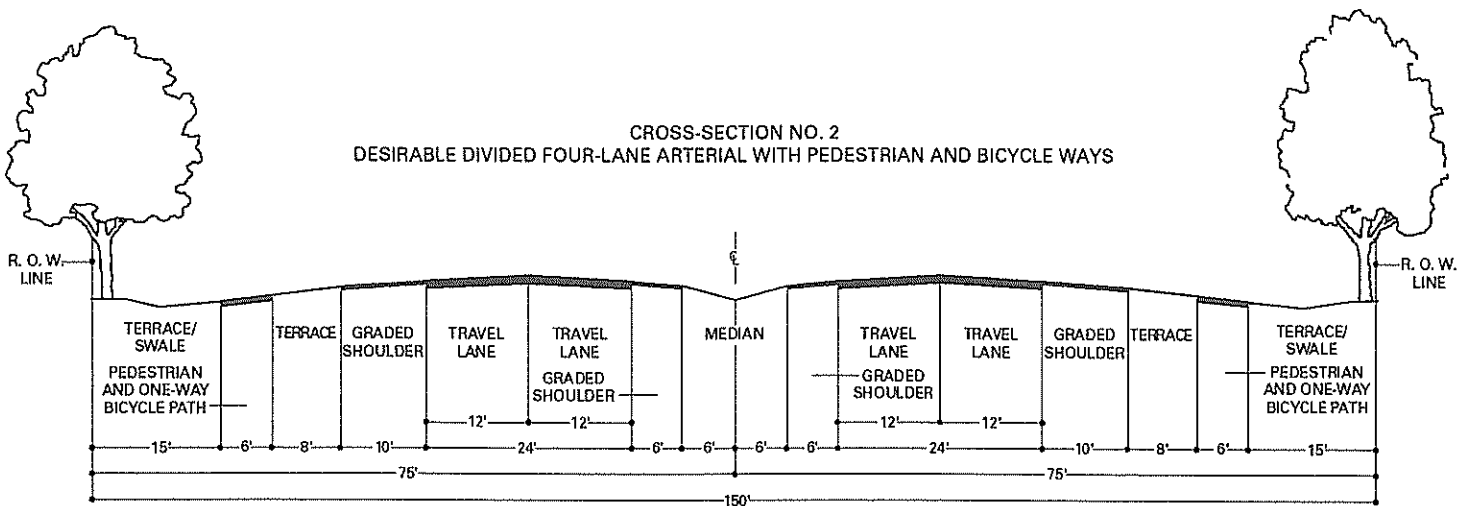 CROSS-SECTION NO. 2
DESIRABLE DIVIDED FOUR-LANE ARTERIAL WITH PEDESTRIAN AND BICYCLE WAYS
R. O. W.
LINE
℄
R. O. W.
LINE
TERRACE/
SWALE
PEDESTRIAN
AND ONE-WAY
BICYCLE PATH
TERRACE
GRADED
SHOULDER
TRAVEL
LANE
TRAVEL
LANE
GRADED
SHOULDER
MEDIAN
TRAVEL
LANE
GRADED
SHOULDER
TRAVEL
LANE
GRADED
SHOULDER
TERRACE
TERRACE/
SWALE
PEDESTRIAN
AND ONE-WAY
BICYCLE PATH
12' 12' 12' 12'
15' 6' 8' 10' 24' 6' 6' 6' 6' 24' 10' 8' 6' 15'
75' 75'
150'